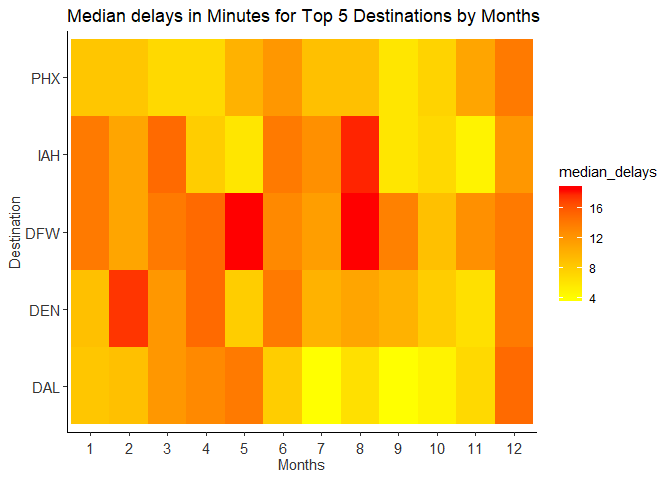 Median delays in Minutes for Top 5 Destinations by Months
PHX
IAH
DFW
DEN
DAL
Destination
1 2 3 4 5 6 7 8 9 10 11 12
Months
median_delays
16
12
8
4